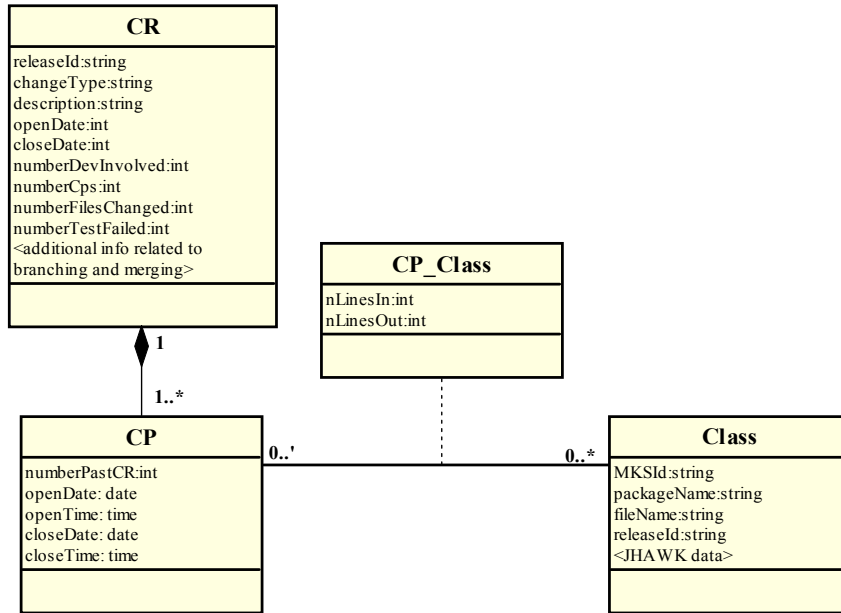 CR
releaseId:string
changeType:string
description:string
openDate:int
closeDate:int
numberDevInvolved:int
numberCps:int
numberFilesChanged:int
numberTestFailed:int
<additional info related to
branching and merging>
1
1..*
CP_Class
nLinesIn:int
nLinesOut:int
CP
numberPastCR:int
openDate: date
openTime: time
closeDate: date
closeTime: time
0..'
0..*
Class
MKSId:string
packageName:string
fileName:string
releaseId:string
<JHAWK data>